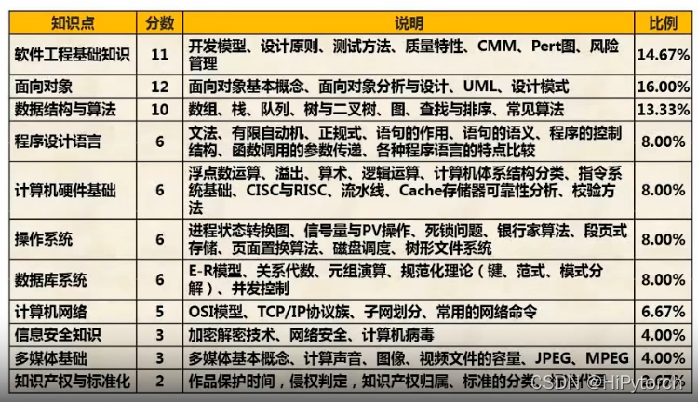 知识点 分数 说明 比例
软件工程基础知识 11 开发模型、设计原则、测试方法、质量特性、CMM、Pert图、风险
管理 14.67%
面向对象 12 面向对象基本概念、面向对象分析与设计、UML、设计模式 16.00%
数据结构与算法 10 数组、栈、队列、树与二叉树、图、查找与排序、常见算法 13.33%
程序设计语言 6 文法、有限自动机、正规式、语句的作用、语句的语义、程序的控制
结构、函数调用的参数传递、各种程序语言的特点比较 8.00%
计算机硬件基础 6 浮点数运算、溢出、算术、逻辑运算、计算机体系结构分类、指令系
统基础、CISC与RISC、流水线、Cache存储器可靠性分析、校验方
法 8.00%
操作系统 6 进程状态转换图、信号量与PV操作、死锁问题、银行家算法、段页式
存储、页面置换算法、磁盘调度、树形文件系统 8.00%
数据库系统 6 E-R模型、关系代数、元组演算、规范化理论（键、范式、模式分
解）、并发控制 8.00%
计算机网络 5 OSI模型、TCP/IP协议族、子网划分、常用的网络命令 6.67%
信息安全知识 3 加密解密技术、网络安全、计算机病毒 4.00%
多媒体基础 3 多媒体基本概念、计算声音、图像、视频文件的容量、JPEG、MPEG 4.00%
知识产权与标准化 2 作品保护时间，侵权判定，知识产权归属、标准的分类、
CSDN @HiPytorch